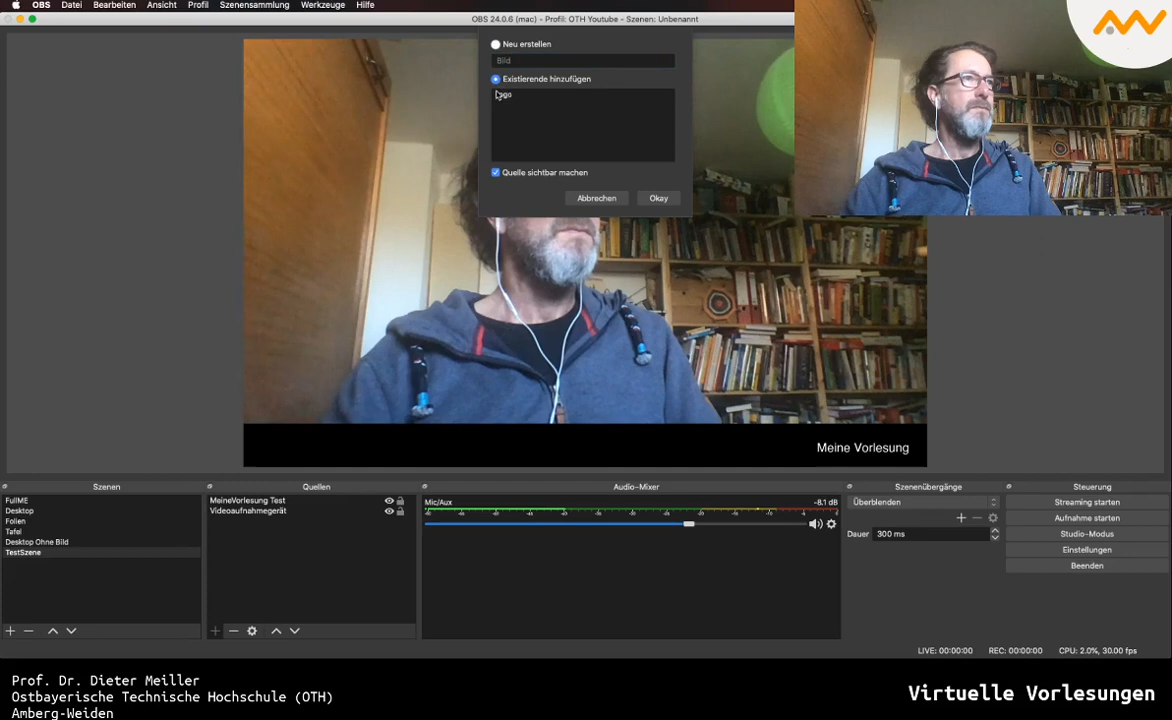 OBS Datei Bearbeiten Ansicht Profil Szenensammlung Werkzeuge Hilfe
OBS 24.0.6 (mac) - Profil: OTH Youtube - Szenen: Unbenannt
Neu erstellen
Bild
Existierende hinzufügen
Quelle sichtbar machen
Abbrechen Okay
Meine Vorlesung
Szenen Quellen Audio-Mixer Szenenübergänge Steuerung
FullME
Desktop
Folien
Tafel
Desktop Ohne Bild
TestSzene
MeineVorlesung Test
Videoaufnahmegerät
Mic/Aux -8.1 dB
Überblenden
Dauer 300 ms
Streaming starten
Aufnahme starten
Studio-Modus
Einstellungen
Beenden
LIVE: 00:00:00 REC: 00:00:00 CPU: 2.0%, 30.00 fps
Prof. Dr. Dieter Meiller
Ostbayerische Technische Hochschule (OTH)
Amberg-Weiden
Virtuelle Vorlesungen